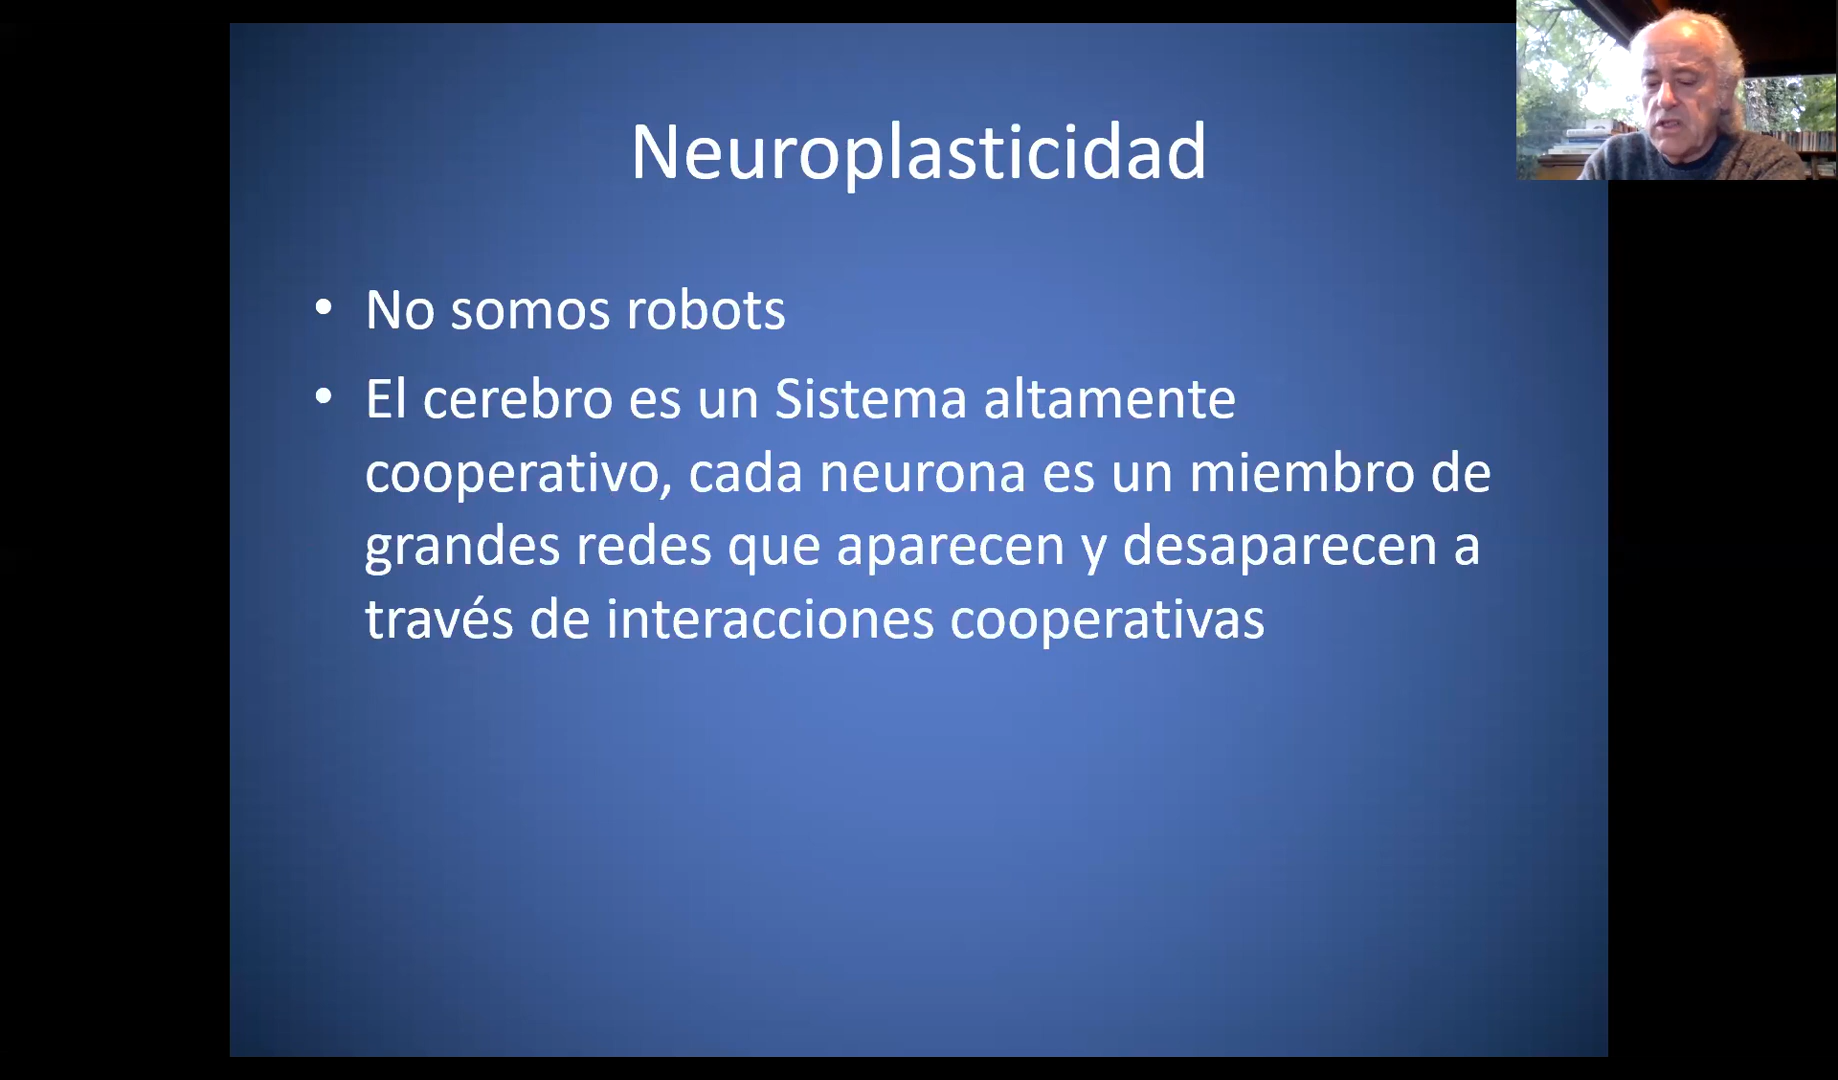 Neuroplasticidad
• No somos robots
• El cerebro es un Sistema altamente
cooperativo, cada neurona es un miembro de
grandes redes que aparecen y desaparecen a
través de interacciones cooperativas